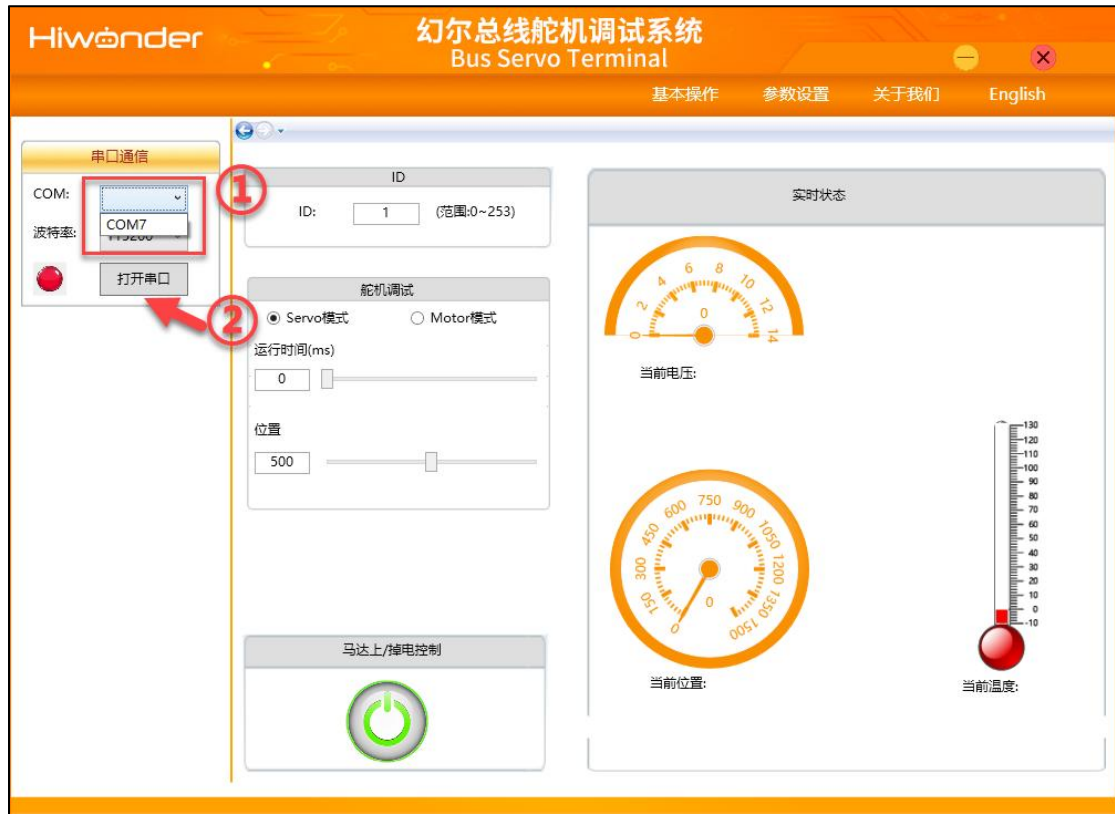 Hiwonder
幻尔总线舵机调试系统
Bus Servo Terminal
基本操作 参数设置 关于我们 English
串口通信
COM:
COM7
波特率:
115200
打开串口
①
②
ID
ID: 1 (范围:0~253)
舵机调试
Servo模式 Motor模式
运行时间(ms)
0
位置
500
马达上/掉电控制
实时状态
0 2 4 6 8 10 12 14
0
当前电压:
0 150 300 450 600 750 900 1050 1200 1350 1500
0
当前位置:
130
120
110
100
90
80
70
60
50
40
30
20
10
0
-10
当前温度: